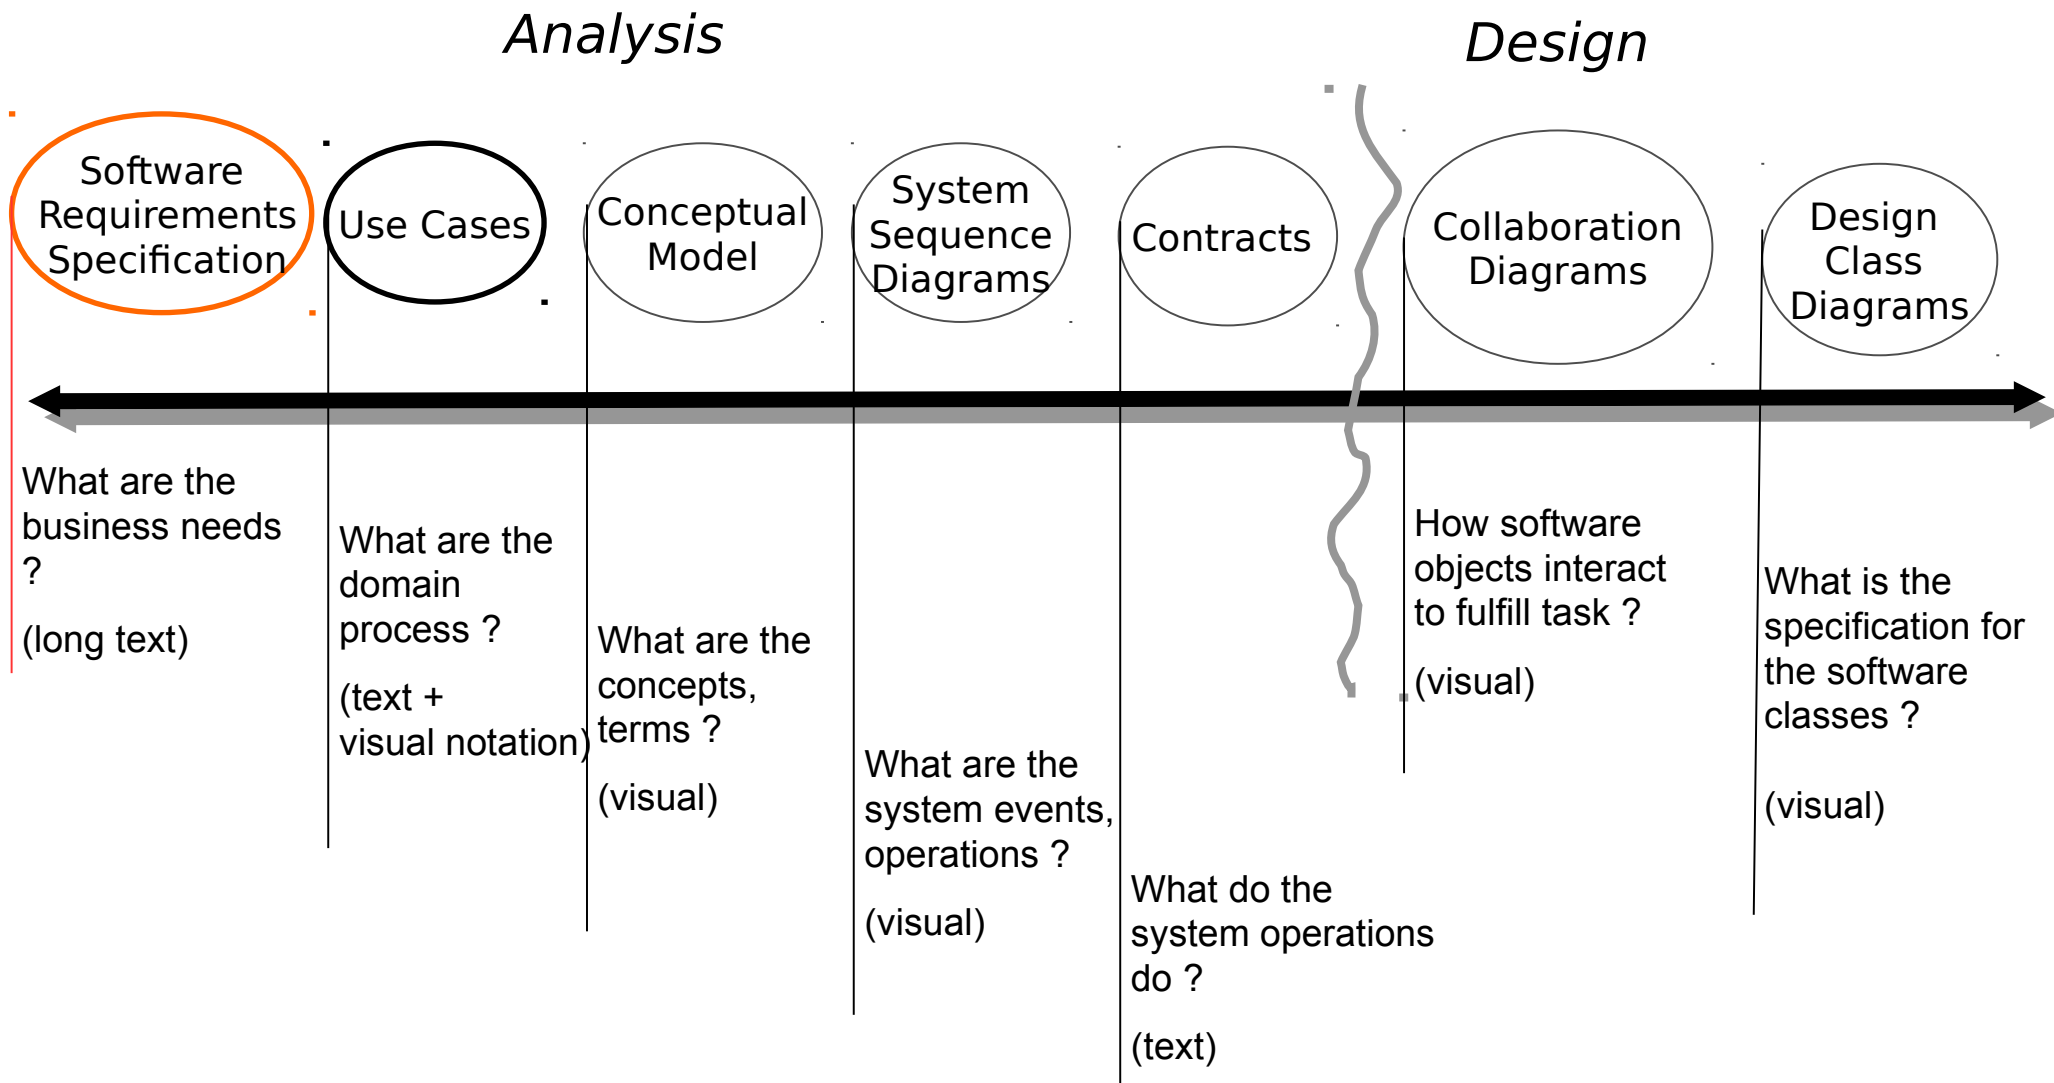 Analysis
Design
Software
Requirements
Specification
Use Cases
Conceptual
Model
System
Sequence
Diagrams
Contracts
Collaboration
Diagrams
Design
Class
Diagrams
What are the
business needs
?
(long text)
What are the
domain
process ?
(text +
visual notation)
What are the
concepts,
terms ?
(visual)
What are the
system events,
operations ?
(visual)
What do the
system operations
do ?
(text)
How software
objects interact
to fulfill task ?
(visual)
What is the
specification for
the software
classes ?
(visual)